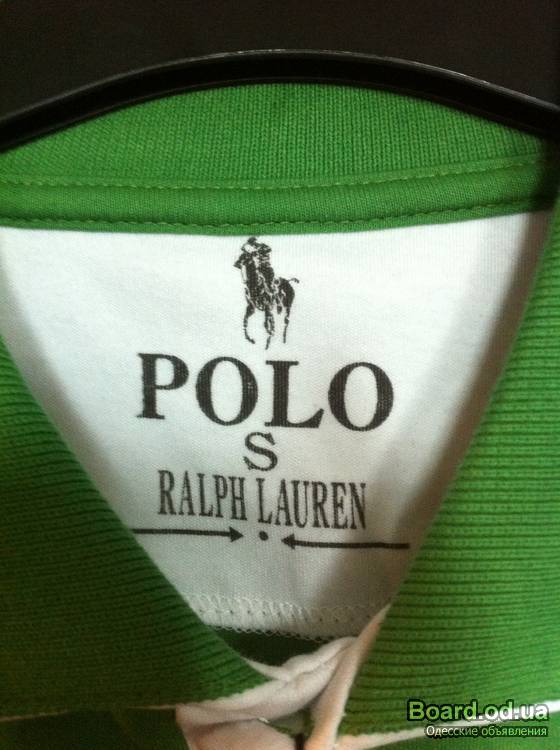 POLO
S
RALPH LAUREN
Board.od.ua
Одесские объявления